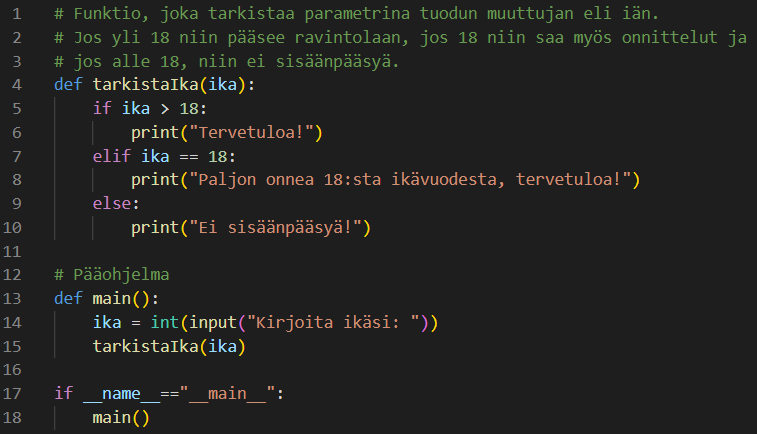 1 # Funktio, joka tarkistaa parametrina tuodun muuttujan eli iän.
2 # Jos yli 18 niin pääsee ravintolaan, jos 18 niin saa myös onnittelut ja
3 # jos alle 18, niin ei sisäänpääsyä.
4 def tarkistaIka(ika):
5     if ika > 18:
6         print("Tervetuloa!")
7     elif ika == 18:
8         print("Paljon onnea 18:sta ikävuodesta, tervetuloa!")
9     else:
10         print("Ei sisäänpääsyä!")
11
12 # Pääohjelma
13 def main():
14     ika = int(input("Kirjoita ikäsi: "))
15     tarkistaIka(ika)
16
17 if __name__=="__main__":
18     main()